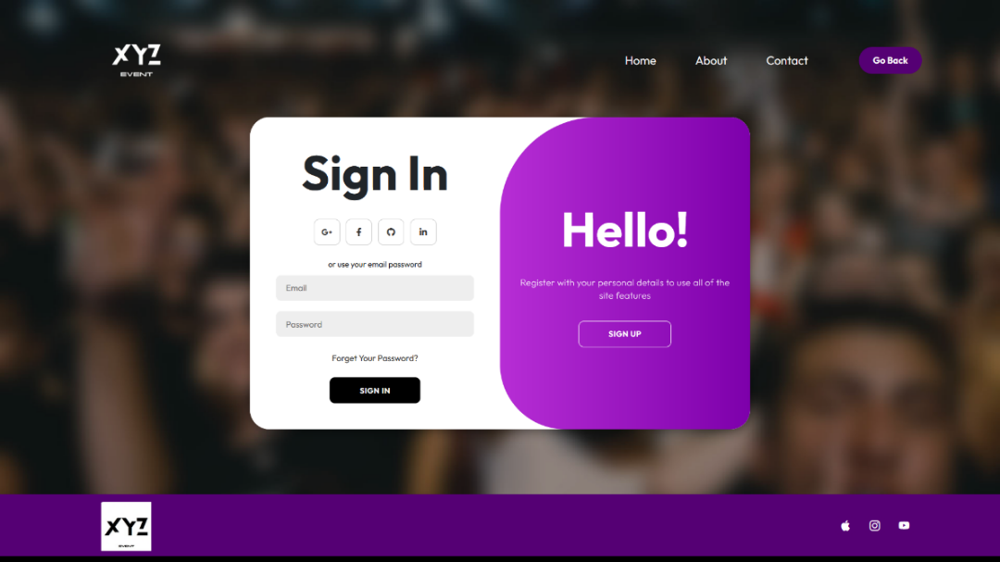 XYZ
EVENT
Home
About
Contact
Go Back
Sign In
G+
f
in
or use your email password
Email
Password
Forget Your Password?
SIGN IN
Hello!
Register with your personal details to use all of the
site features
SIGN UP
XYZ
EVENT